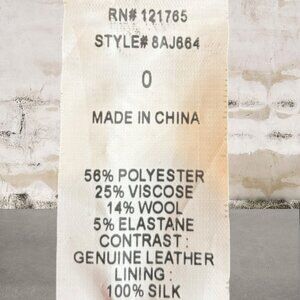 RN# 121765
STYLE# 8AJ664
0
MADE IN CHINA
56% POLYESTER
25% VISCOSE
14% WOOL
5% ELASTANE
CONTRAST :
GENUINE LEATHER
LINING :
100% SILK